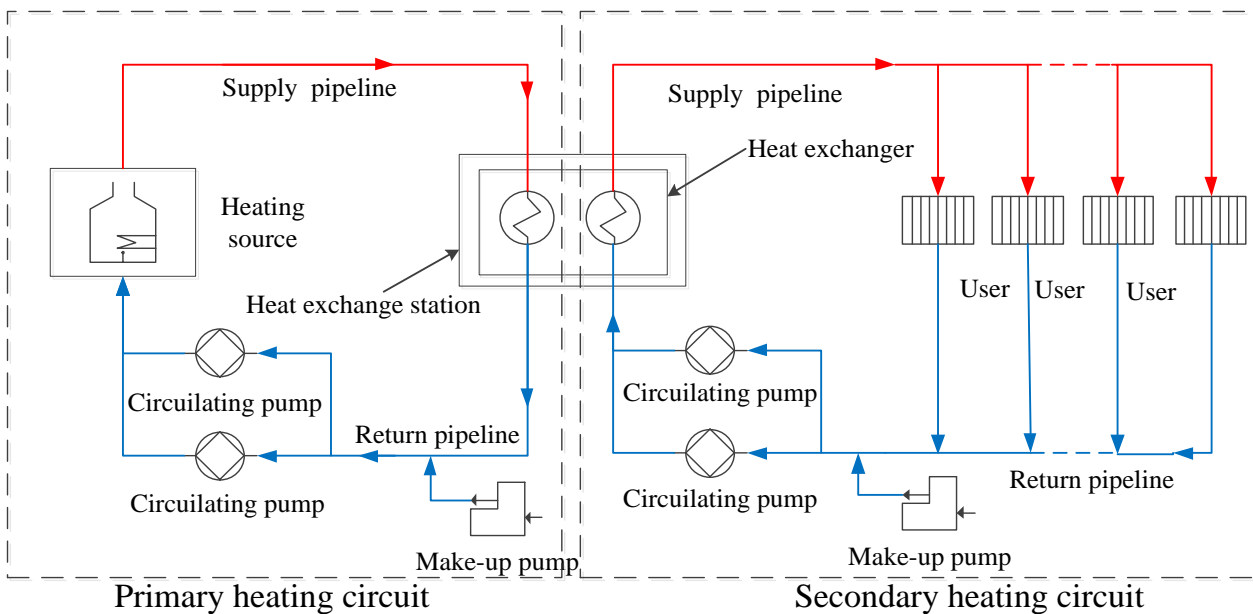 Supply pipeline
Supply pipeline
Heat exchanger
Heating
source
Heat exchange station
User
User
User
Circuilating pump
Circuilating pump
Return pipeline
Return pipeline
Circuilating pump
Circuilating pump
Make-up pump
Make-up pump
Primary heating circuit
Secondary heating circuit